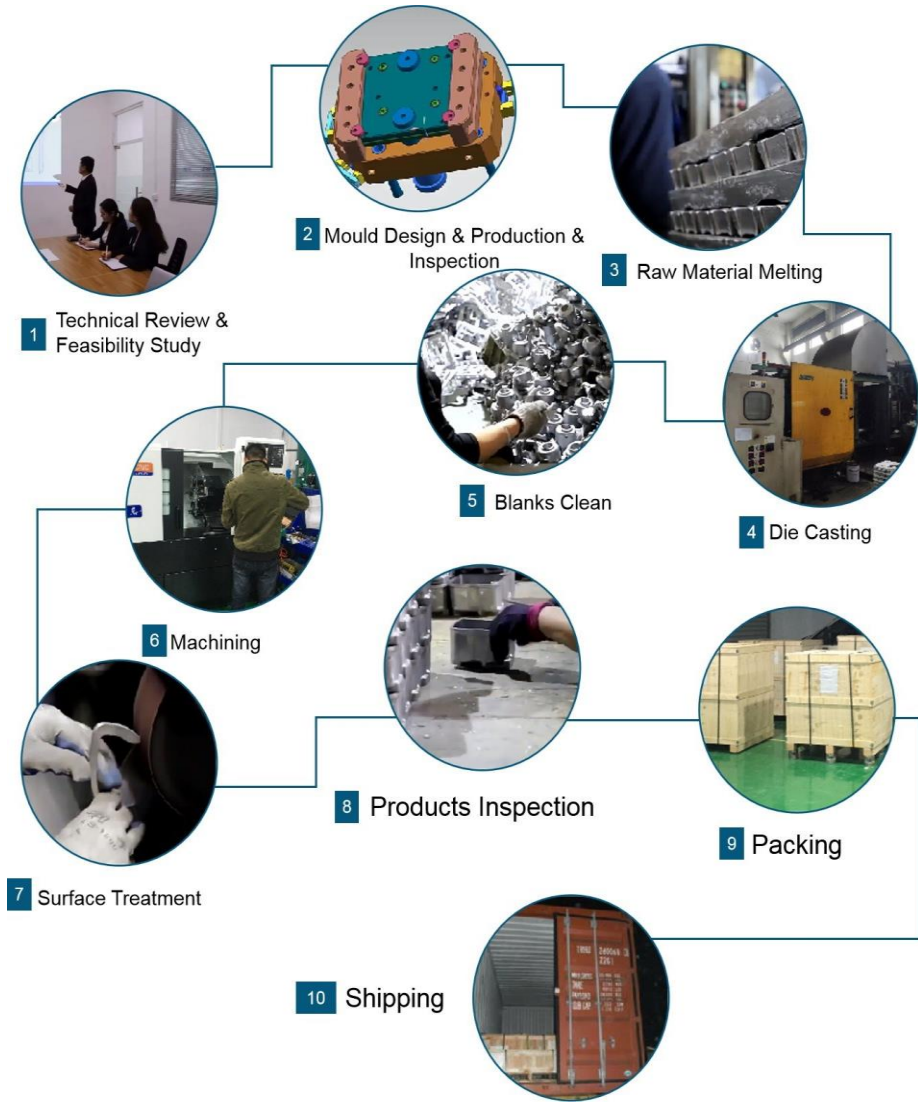 1
Technical Review &
Feasibility Study
2
Mould Design & Production &
Inspection
3
Raw Material Melting
4
Die Casting
5
Blanks Clean
6
Machining
7
Surface Treatment
8
Products Inspection
9
Packing
10
Shipping